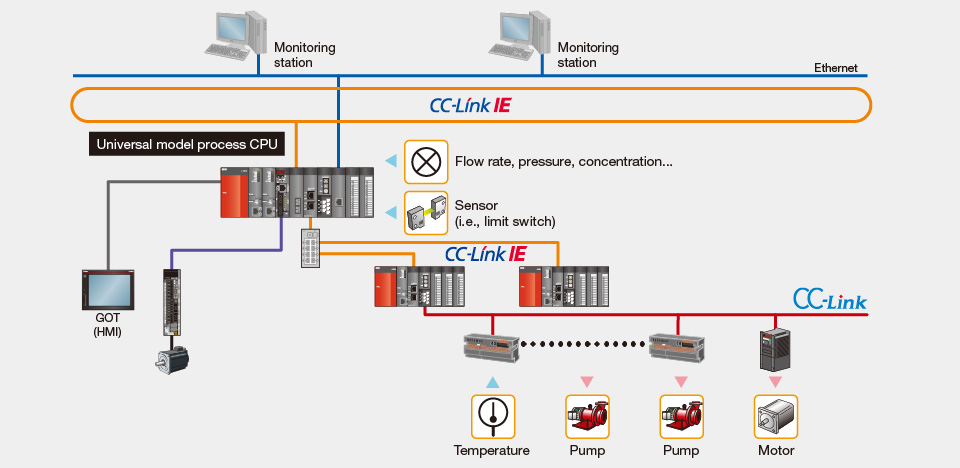 Monitoring
station
Monitoring
station
Ethernet
CC-Link IE
Universal model process CPU
Flow rate, pressure, concentration...
Sensor
(i.e., limit switch)
CC-Link IE
GOT
(HMI)
CC-Link
Temperature
Pump
Pump
Motor